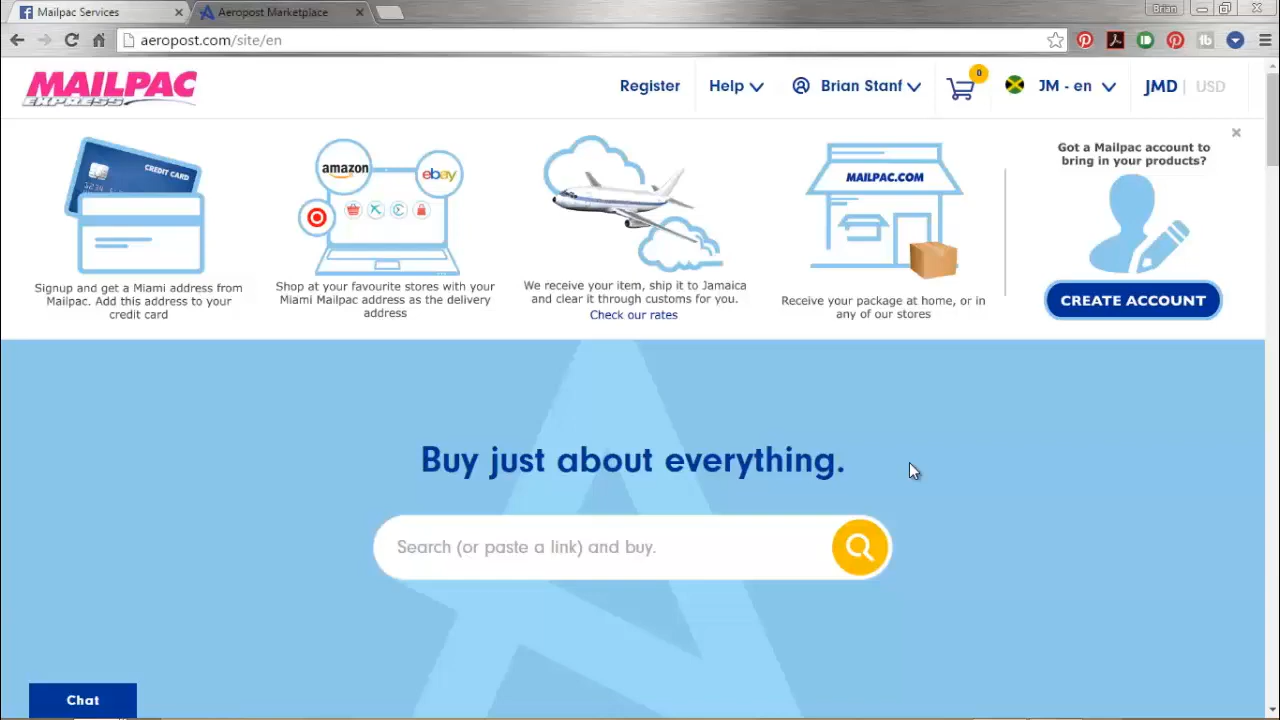 Mailpac Services
Aeropost Marketplace
Brian
aeropost.com/site/en
MAILPAC
EXPRESS
Register
Help
Brian Stanf
0
JM - en
JMD | USD
CREDIT CARD
Signup and get a Miami address from
Mailpac. Add this address to your
credit card
amazon
ebay
Shop at your favourite stores with your
Miami Mailpac address as the delivery
address
We receive your item, ship it to Jamaica
and clear it through customs for you.
Check our rates
MAILPAC.COM
Receive your package at home, or in
any of our stores
Got a Mailpac account to
bring in your products?
CREATE ACCOUNT
Buy just about everything.
Search (or paste a link) and buy.
Chat